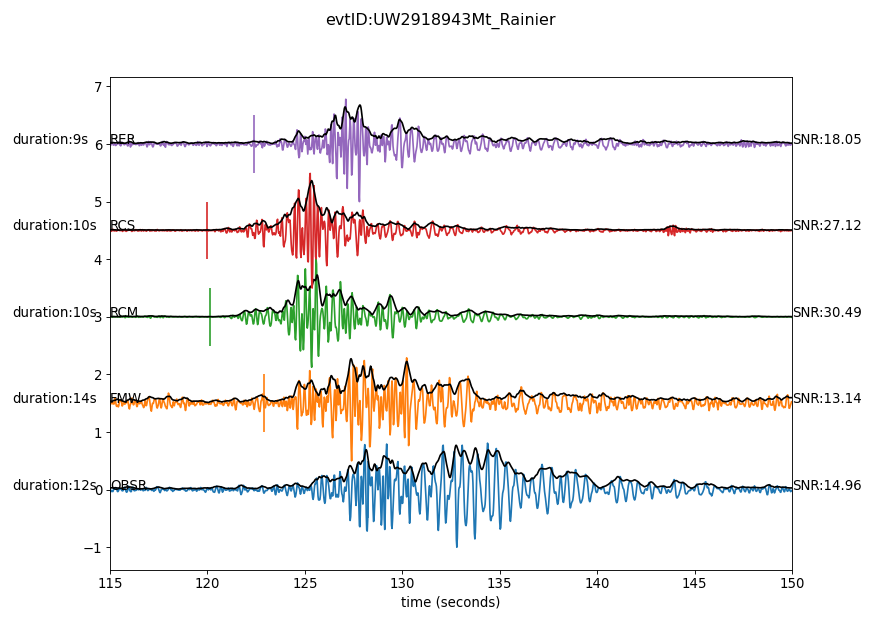 evtID:UW2918943Mt_Rainier
7
duration:9s RER SNR:18.05
6
5
duration:10s RCS SNR:27.12
4
duration:10s RCM SNR:30.49
3
2
duration:14s FMW SNR:13.14
1
duration:12s OBSR SNR:14.96
0
−1
115 120 125 130 135 140 145 150
time (seconds)